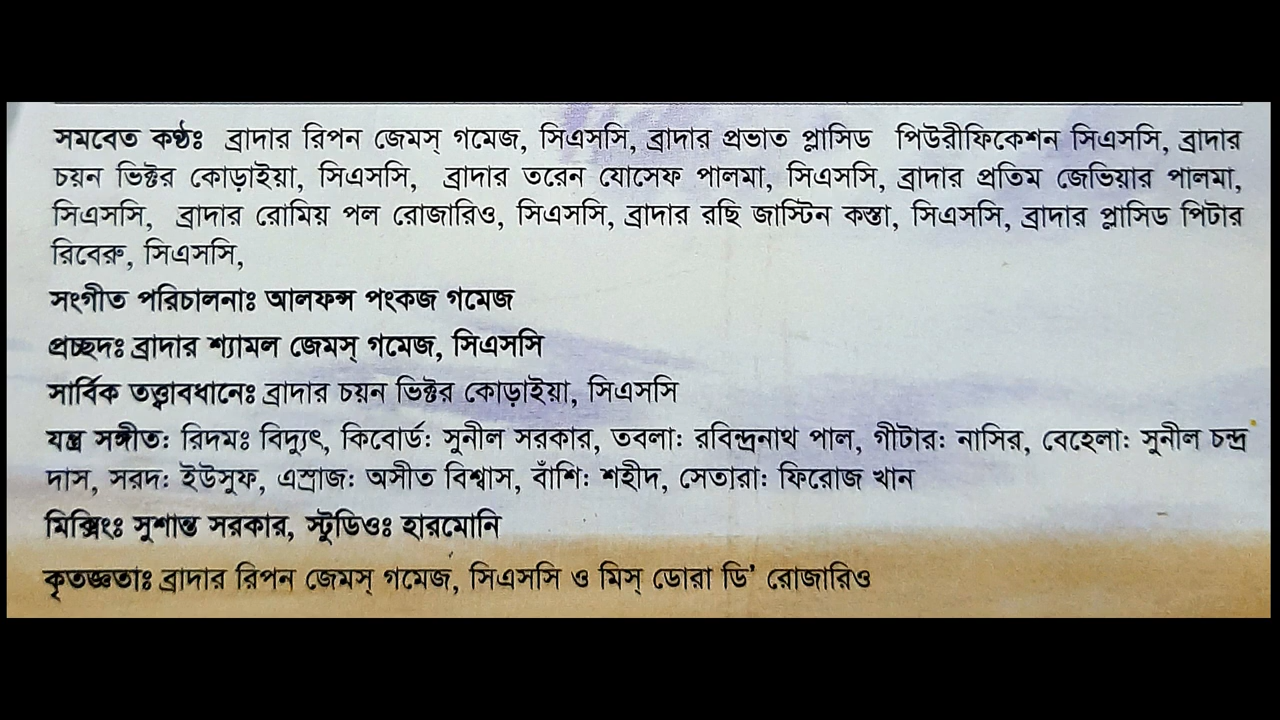 সমবেত কণ্ঠঃ ব্রাদার রিপন জেমস্ গমেজ, সিএসসি, ব্রাদার প্রভাত প্লাসিড পিউরীফিকেশন সিএসসি, ব্রাদার
চয়ন ভিক্টর কোড়াইয়া, সিএসসি, ব্রাদার তরেন যোসেফ পালমা, সিএসসি, ব্রাদার প্রতিম জেভিয়ার পালমা,
সিএসসি, ব্রাদার রোমিয় পল রোজারিও, সিএসসি, ব্রাদার রছি জাস্টিন কস্তা, সিএসসি, ব্রাদার প্লাসিড পিটার
রিবেরু, সিএসসি,
সংগীত পরিচালনাঃ আলফন্স পংকজ গমেজ
প্রচ্ছদঃ ব্রাদার শ্যামল জেমস্ গমেজ, সিএসসি
সার্বিক তত্ত্বাবধানেঃ ব্রাদার চয়ন ভিক্টর কোড়াইয়া, সিএসসি
যন্ত্র সঙ্গীত: রিদমঃ বিদ্যুৎ, কিবোর্ড: সুনীল সরকার, তবলা: রবিন্দ্রনাথ পাল, গীটার: নাসির, বেহেলা: সুনীল চন্দ্র
দাস, সরদ: ইউসুফ, এস্রাজ: অসীত বিশ্বাস, বাঁশি: শহীদ, সেতারা: ফিরোজ খান
মিক্সিংঃ সুশান্ত সরকার, স্টুডিওঃ হারমোনি
কৃতজ্ঞতাঃ ব্রাদার রিপন জেমস্ গমেজ, সিএসসি ও মিস্ ডোরা ডি' রোজারিও